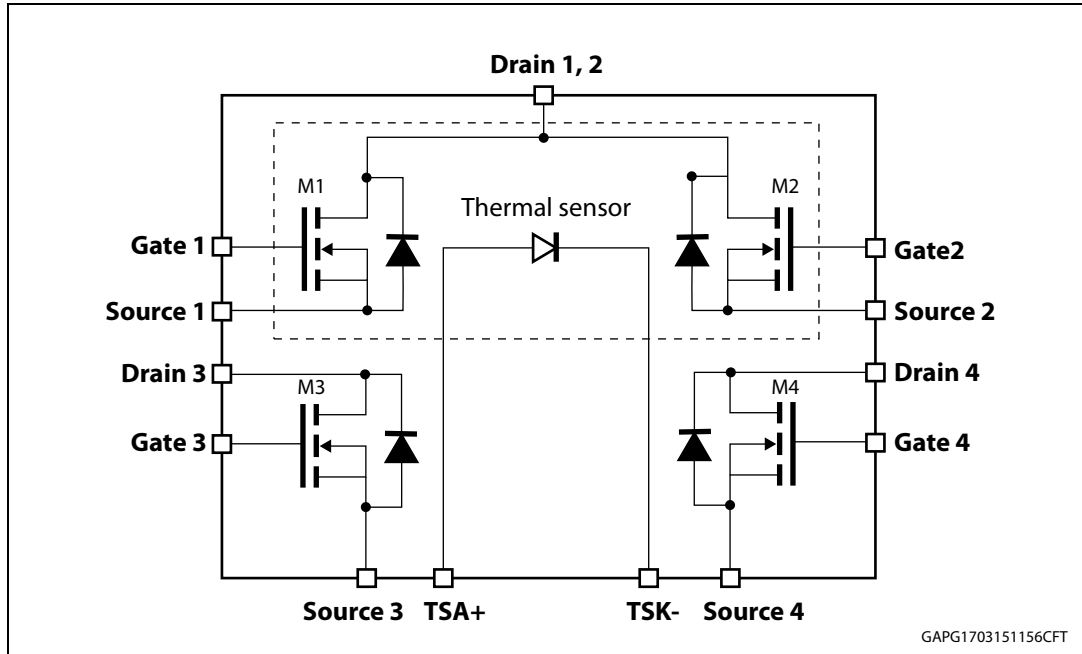 Drain 1, 2
M1
M2
Thermal sensor
Gate 1
Gate2
Source 1
Source 2
Drain 3
Drain 4
M3
M4
Gate 3
Gate 4
Source 3
TSA+
TSK-
Source 4
GAPG1703151156CFT